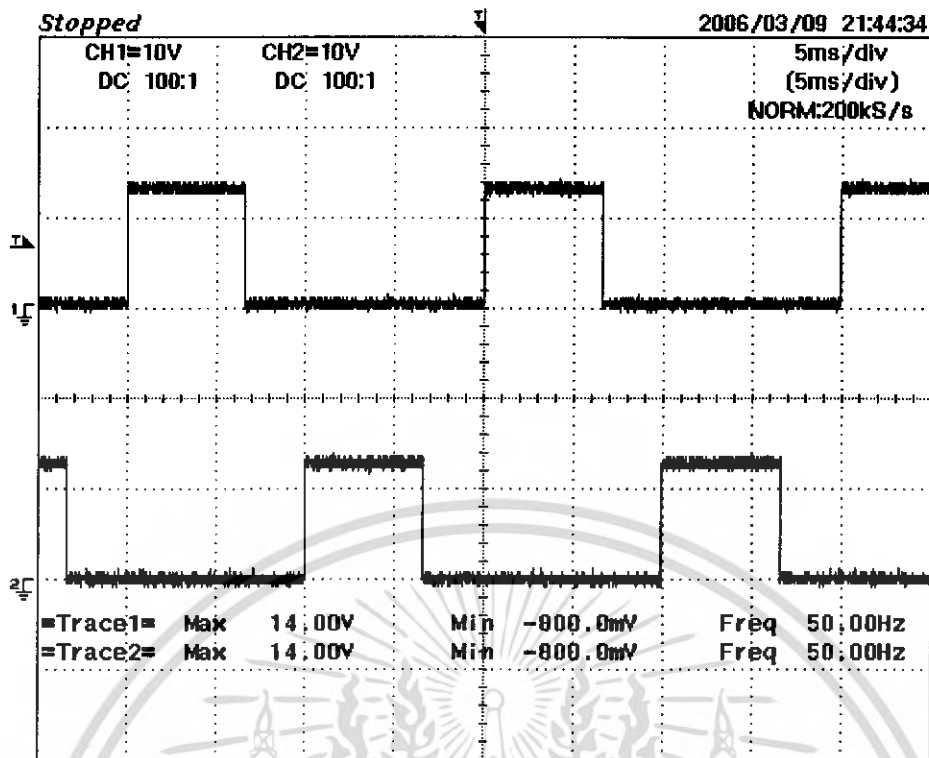 Stopped 2006/03/09 21:44:34
CH1=10V CH2=10V 5ms/div
DC 100:1 DC 100:1 (5ms/div)
NORM:200kS/s
T
T
1
2
=Trace1= Max 14.00V Min -800.0mV Freq 50.00Hz
=Trace2= Max 14.00V Min -800.0mV Freq 50.00Hz